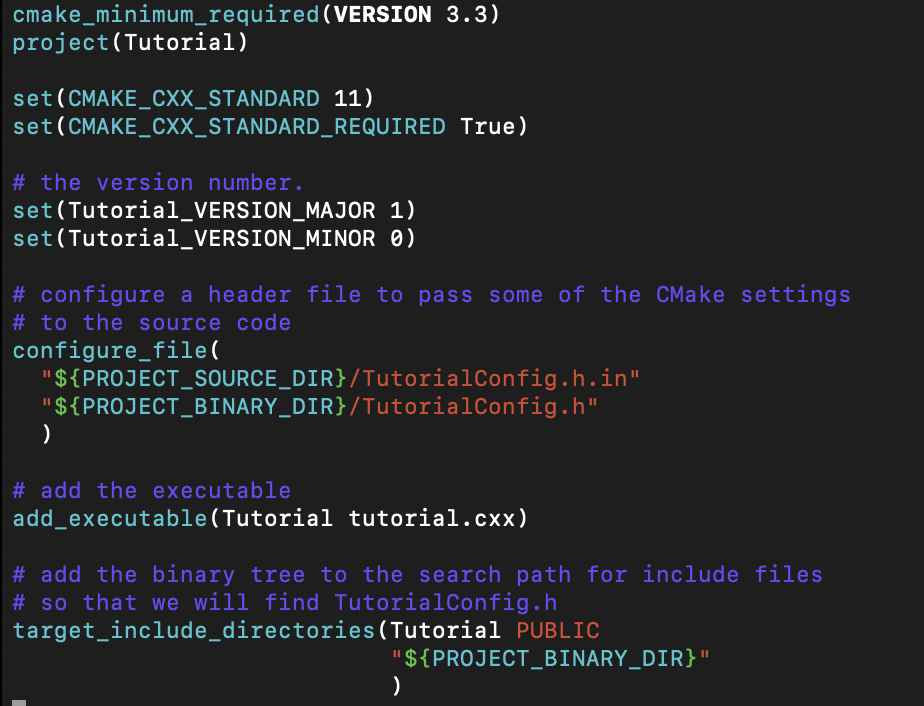 cmake_minimum_required(VERSION 3.3)
project(Tutorial)

set(CMAKE_CXX_STANDARD 11)
set(CMAKE_CXX_STANDARD_REQUIRED True)

# the version number.
set(Tutorial_VERSION_MAJOR 1)
set(Tutorial_VERSION_MINOR 0)

# configure a header file to pass some of the CMake settings
# to the source code
configure_file(
  "${PROJECT_SOURCE_DIR}/TutorialConfig.h.in"
  "${PROJECT_BINARY_DIR}/TutorialConfig.h"
  )

# add the executable
add_executable(Tutorial tutorial.cxx)

# add the binary tree to the search path for include files
# so that we will find TutorialConfig.h
target_include_directories(Tutorial PUBLIC
                           "${PROJECT_BINARY_DIR}"
                           )